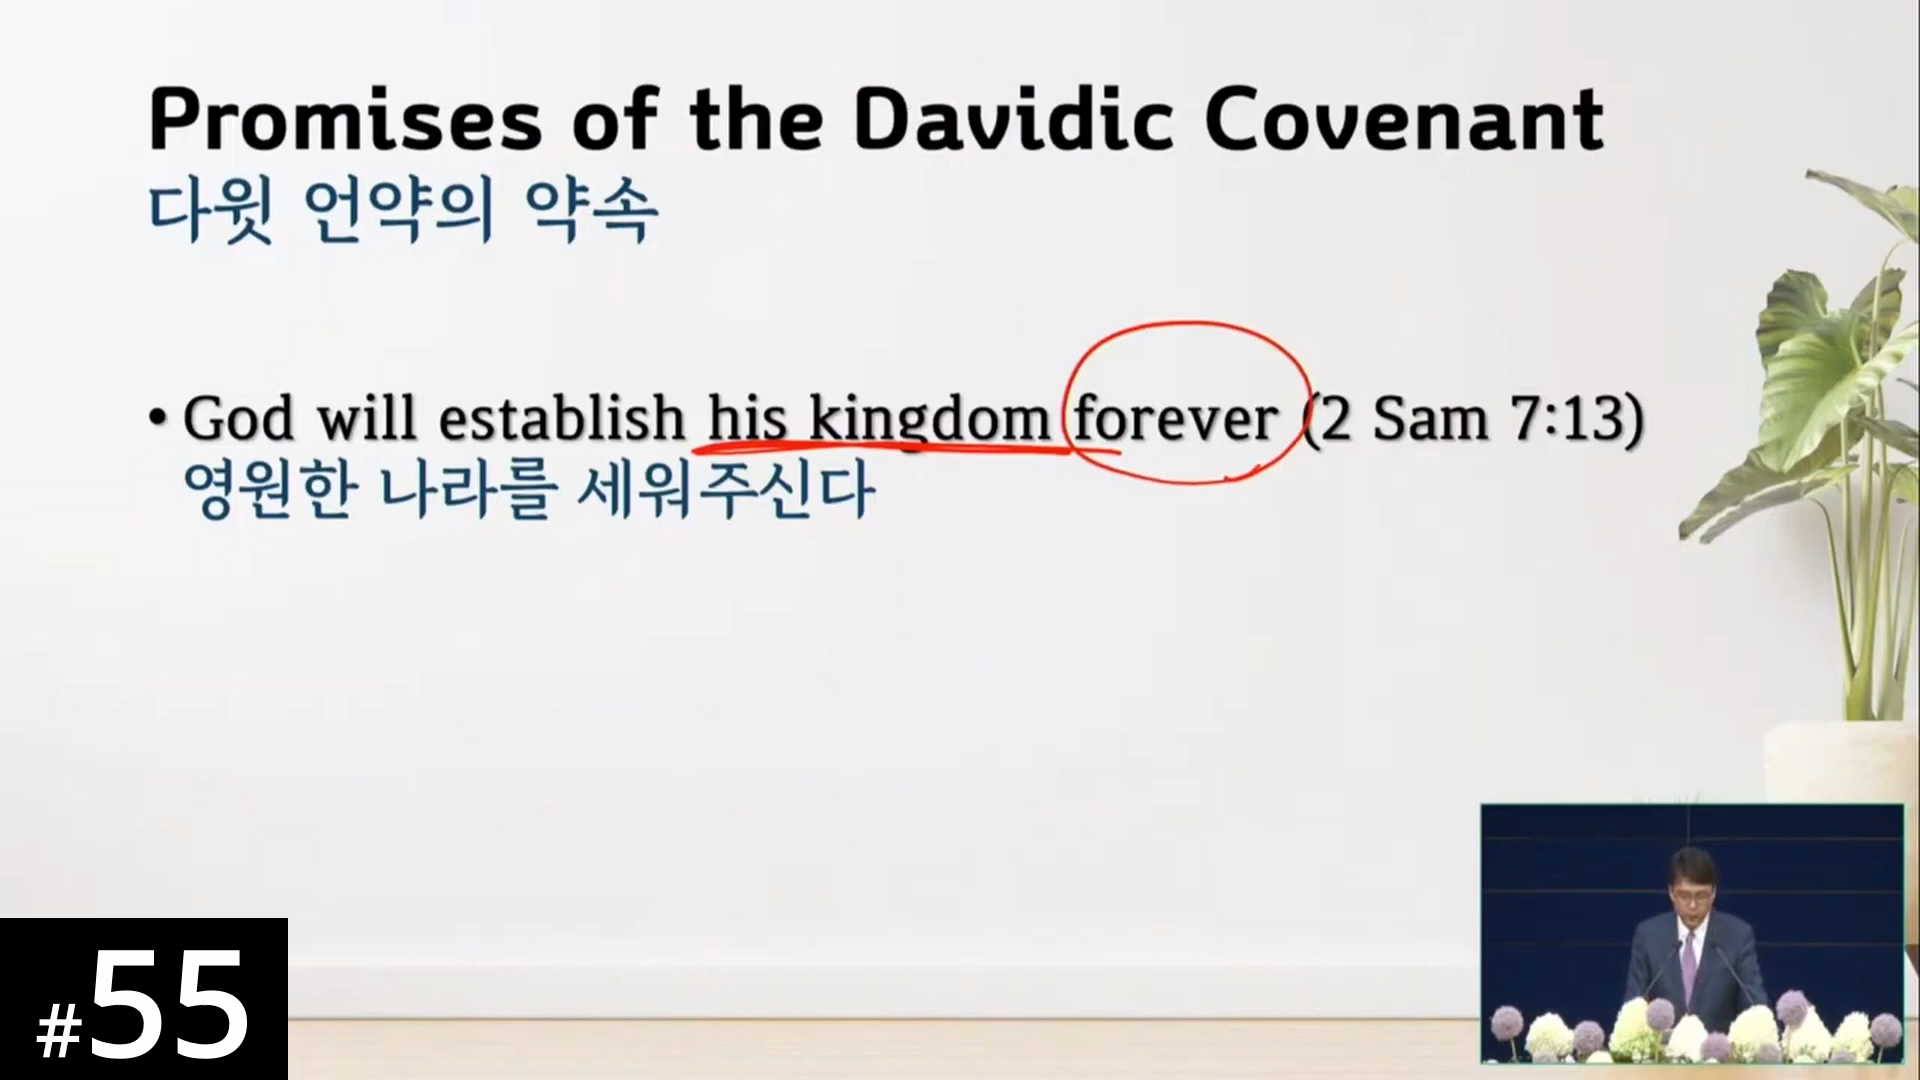 Promises of the Davidic Covenant
다윗 언약의 약속
• God will establish his kingdom forever (2 Sam 7:13)
영원한 나라를 세워주신다
#55